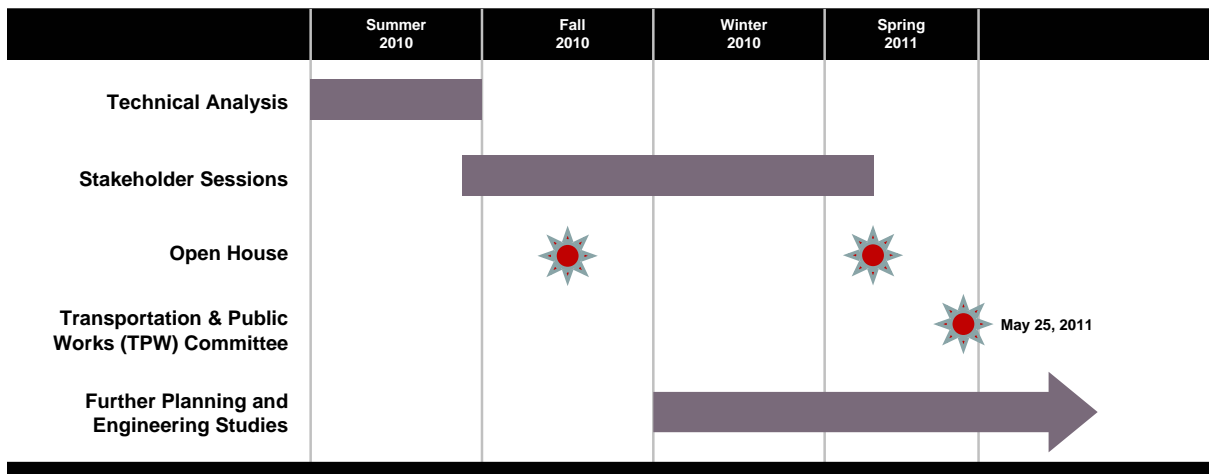 Summer
2010
Fall
2010
Winter
2010
Spring
2011
Technical Analysis
Stakeholder Sessions
Open House
Transportation & Public
Works (TPW) Committee
May 25, 2011
Further Planning and
Engineering Studies